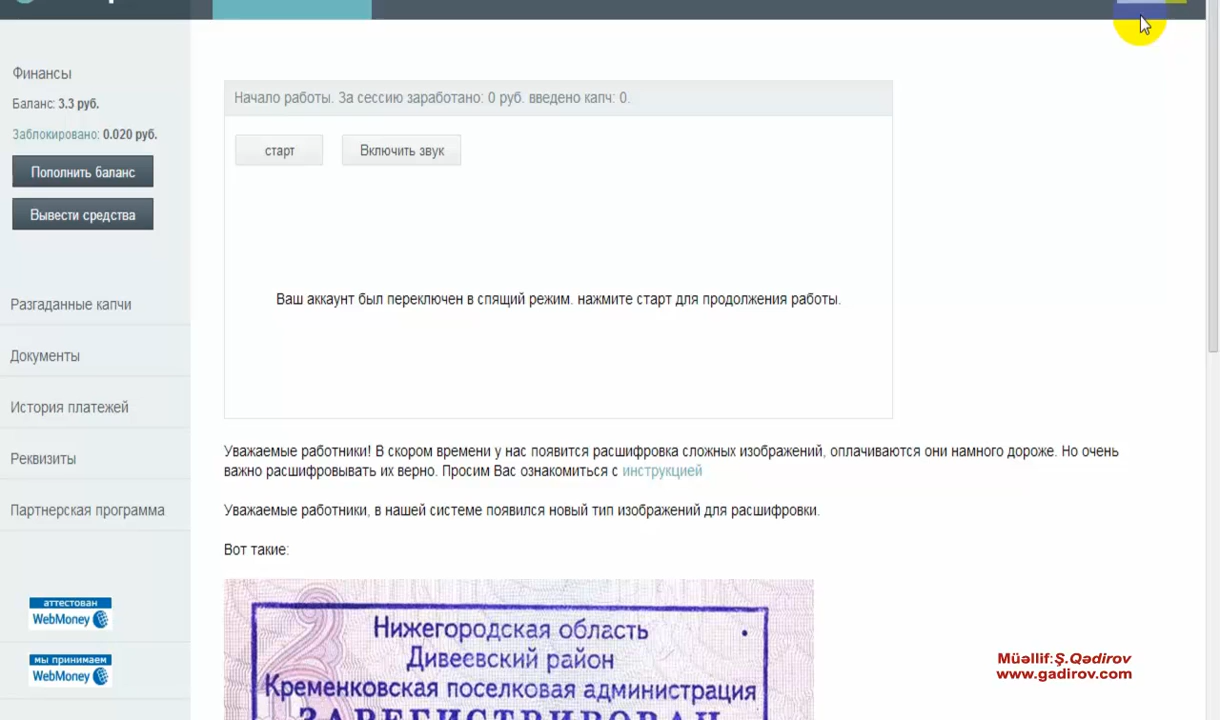 Финансы
Баланс: 3.3 руб.
Заблокировано: 0.020 руб.
Пополнить баланс
Вывести средства
Разгаданные капчи
Документы
История платежей
Реквизиты
Партнерская программа
аттестован
WebMoney
мы принимаем
WebMoney
Начало работы. За сессию заработано: 0 руб. введено капч: 0.
старт
Включить звук
Ваш аккаунт был переключен в спящий режим. нажмите старт для продолжения работы.
Уважаемые работники! В скором времени у нас появится расшифровка сложных изображений, оплачиваются они намного дороже. Но очень
важно расшифровывать их верно. Просим Вас ознакомиться с инструкцией
Уважаемые работники, в нашей системе появился новый тип изображений для расшифровки.
Вот такие:
Нижегородская область
Дивеевский район
Кременковская поселковая администрация
ЗАРЕГИСТРИРОВАН
Müəllif:Ş.Qədirov
www.gadirov.com